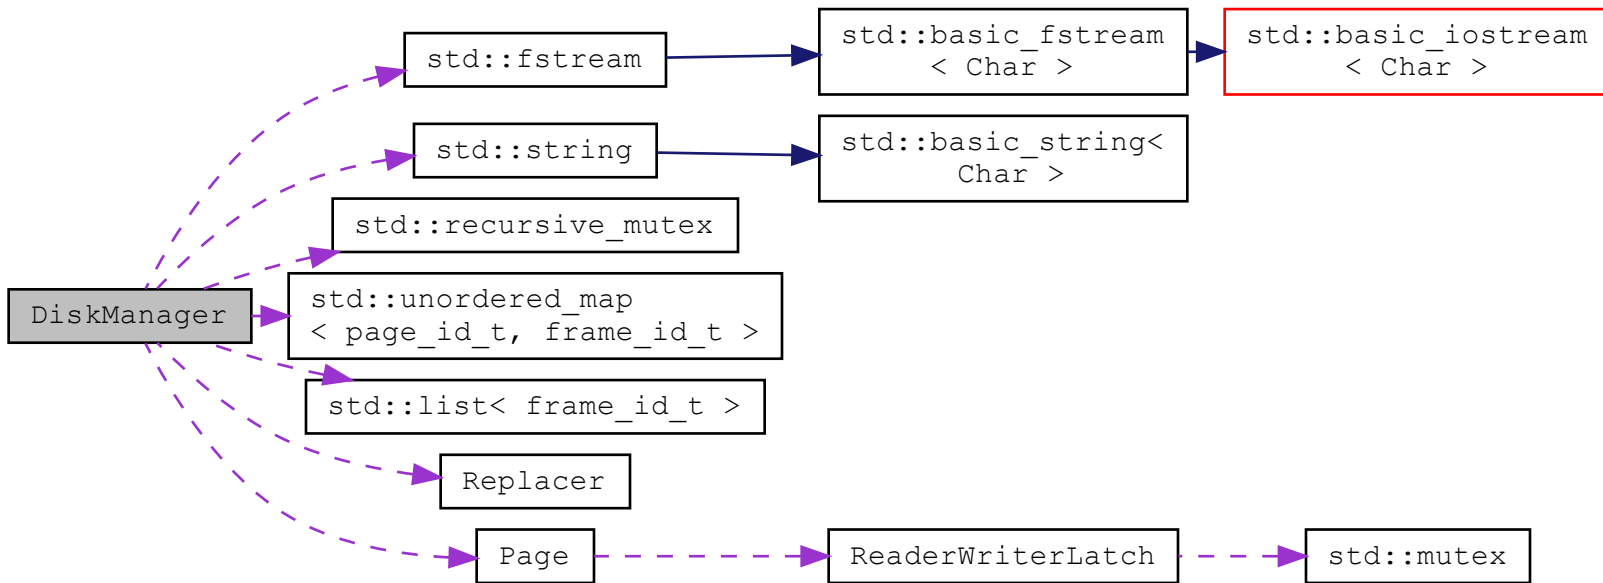 std::fstream
std::basic_fstream
< Char >
std::basic_iostream
< Char >
std::string
std::basic_string<
Char >
std::recursive_mutex
DiskManager
std::unordered_map
< page_id_t, frame_id_t >
std::list< frame_id_t >
Replacer
Page
ReaderWriterLatch
std::mutex